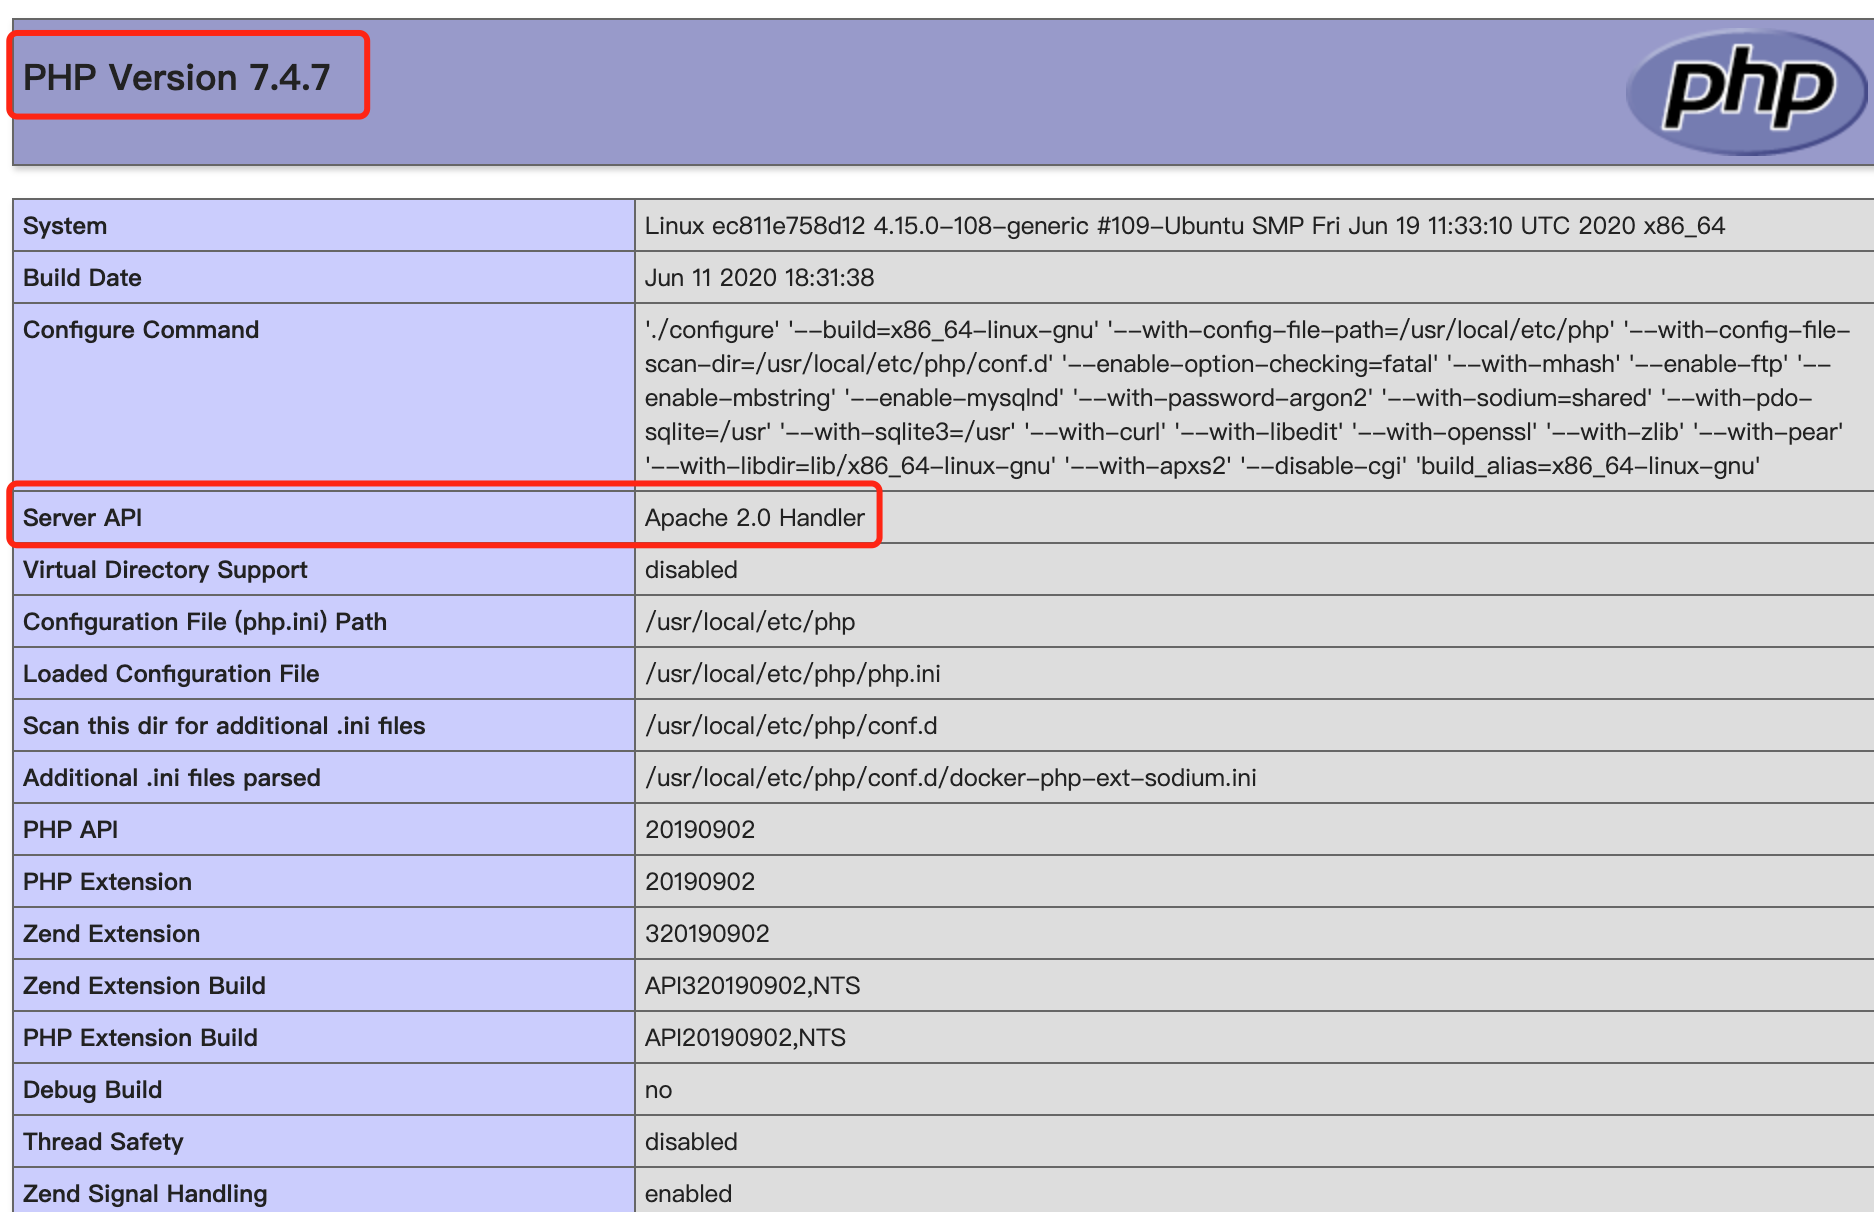 PHP Version 7.4.7
php
System
Linux ec811e758d12 4.15.0-108-generic #109-Ubuntu SMP Fri Jun 19 11:33:10 UTC 2020 x86_64
Build Date
Jun 11 2020 18:31:38
Configure Command
'./configure' '--build=x86_64-linux-gnu' '--with-config-file-path=/usr/local/etc/php' '--with-config-file-
scan-dir=/usr/local/etc/php/conf.d' '--enable-option-checking=fatal' '--with-mhash' '--enable-ftp' '--
enable-mbstring' '--enable-mysqlnd' '--with-password-argon2' '--with-sodium=shared' '--with-pdo-
sqlite=/usr' '--with-sqlite3=/usr' '--with-curl' '--with-libedit' '--with-openssl' '--with-zlib' '--with-pear'
'--with-libdir=lib/x86_64-linux-gnu' '--with-apxs2' '--disable-cgi' 'build_alias=x86_64-linux-gnu'
Server API
Apache 2.0 Handler
Virtual Directory Support
disabled
Configuration File (php.ini) Path
/usr/local/etc/php
Loaded Configuration File
/usr/local/etc/php/php.ini
Scan this dir for additional .ini files
/usr/local/etc/php/conf.d
Additional .ini files parsed
/usr/local/etc/php/conf.d/docker-php-ext-sodium.ini
PHP API
20190902
PHP Extension
20190902
Zend Extension
320190902
Zend Extension Build
API320190902,NTS
PHP Extension Build
API20190902,NTS
Debug Build
no
Thread Safety
disabled
Zend Signal Handling
enabled